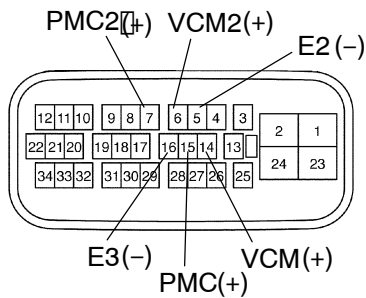 PMC2(+) VCM2(+)
E2(−)
12 11 10 9 8 7 6 5 4 3
2 1
22 21 20 19 18 17 16 15 14 13
24 23
34 33 32 31 30 29 28 27 26 25
E3(−) VCM(+)
PMC(+)